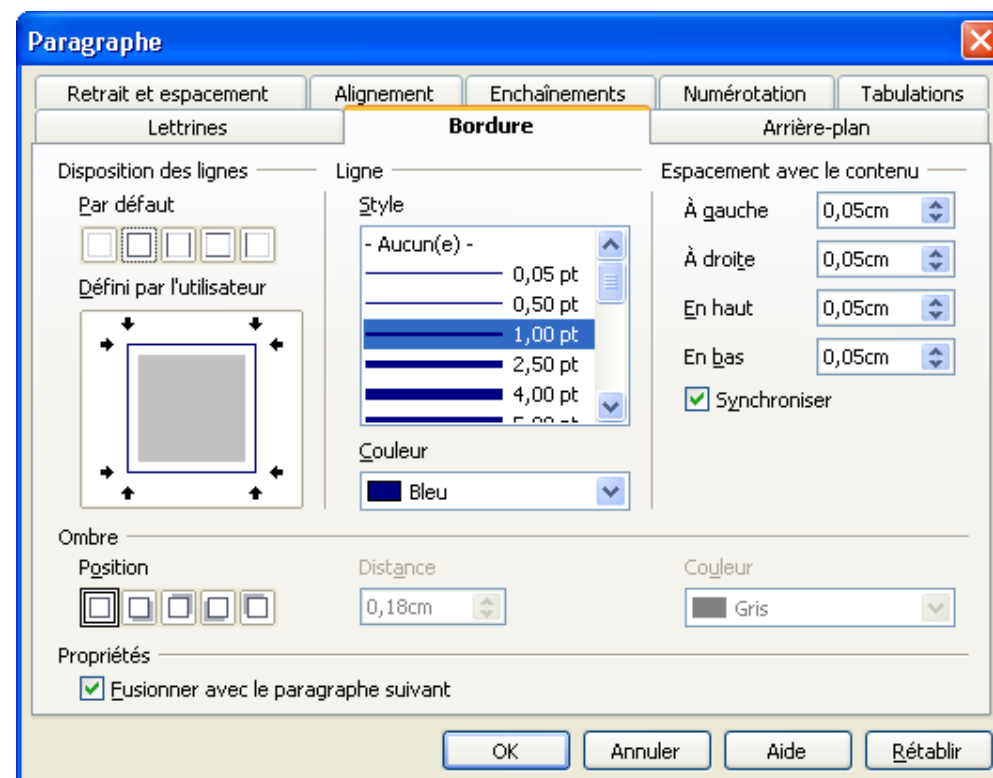 Paragraphe
Retrait et espacement Alignement Enchaînements Numérotation Tabulations
Lettrines Bordure Arrière-plan
Disposition des lignes Ligne Espacement avec le contenu
Par défaut Style À gauche 0,05cm
- Aucun(e) -
0,05 pt À droite 0,05cm
Défini par l'utilisateur 0,50 pt
1,00 pt En haut 0,05cm
2,50 pt En bas 0,05cm
4,00 pt Synchroniser
Couleur
Bleu
Ombre
Position Distance Couleur
0,18cm Gris
Propriétés
Fusionner avec le paragraphe suivant
OK Annuler Aide Rétablir